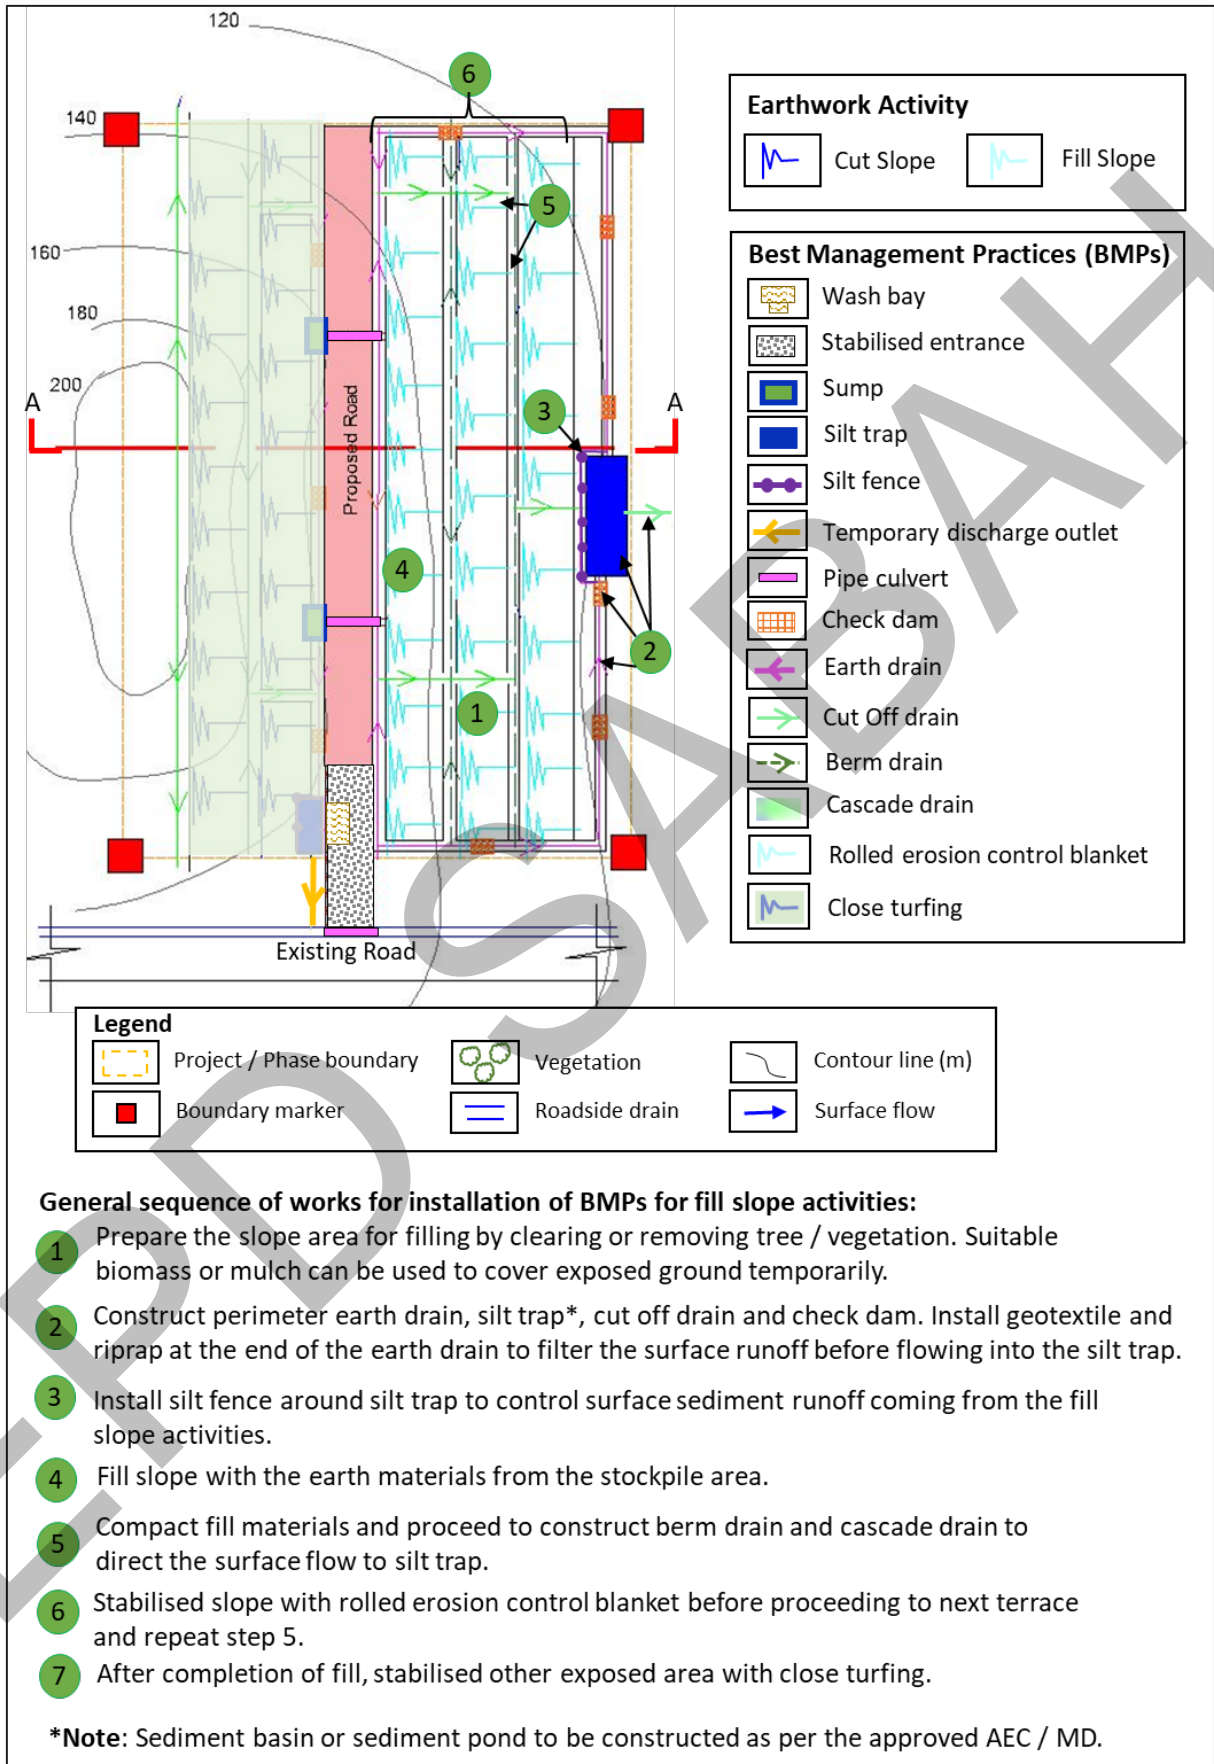 120
6
140
160
180
200
A
A
5
3
Proposed Road
4
2
1
Existing Road
Earthwork Activity
Cut Slope
Fill Slope
Best Management Practices (BMPs)
Wash bay
Stabilised entrance
Sump
Silt trap
Silt fence
Temporary discharge outlet
Pipe culvert
Check dam
Earth drain
Cut Off drain
Berm drain
Cascade drain
Rolled erosion control blanket
Close turfing
Legend
Project / Phase boundary
Vegetation
Contour line (m)
Boundary marker
Roadside drain
Surface flow
General sequence of works for installation of BMPs for fill slope activities:
1 Prepare the slope area for filling by clearing or removing tree / vegetation. Suitable
biomass or mulch can be used to cover exposed ground temporarily.
2 Construct perimeter earth drain, silt trap*, cut off drain and check dam. Install geotextile and
riprap at the end of the earth drain to filter the surface runoff before flowing into the silt trap.
3 Install silt fence around silt trap to control surface sediment runoff coming from the fill
slope activities.
4 Fill slope with the earth materials from the stockpile area.
5 Compact fill materials and proceed to construct berm drain and cascade drain to
direct the surface flow to silt trap.
6 Stabilised slope with rolled erosion control blanket before proceeding to next terrace
and repeat step 5.
7 After completion of fill, stabilised other exposed area with close turfing.
*Note: Sediment basin or sediment pond to be constructed as per the approved AEC / MD.
EPD SABAH